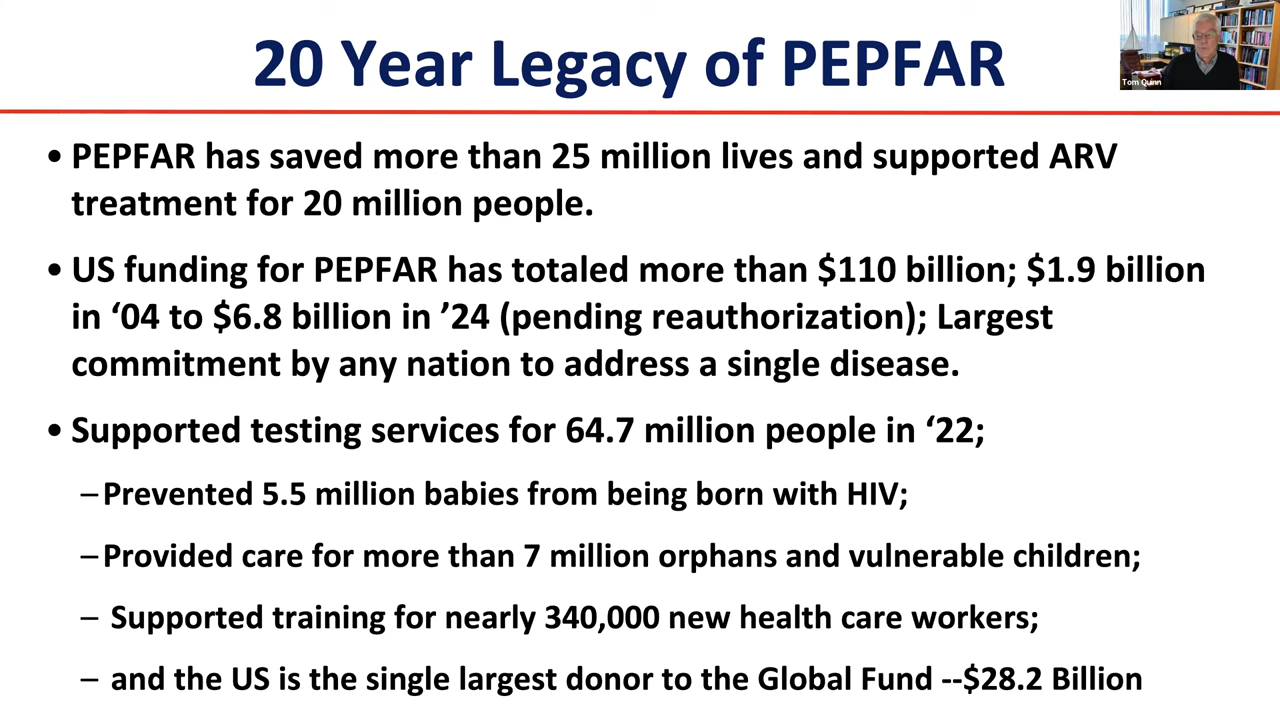 20 Year Legacy of PEPFAR
Tom Quinn
• PEPFAR has saved more than 25 million lives and supported ARV
treatment for 20 million people.
• US funding for PEPFAR has totaled more than $110 billion; $1.9 billion
in ‘04 to $6.8 billion in ’24 (pending reauthorization); Largest
commitment by any nation to address a single disease.
• Supported testing services for 64.7 million people in ‘22;
– Prevented 5.5 million babies from being born with HIV;
– Provided care for more than 7 million orphans and vulnerable children;
– Supported training for nearly 340,000 new health care workers;
– and the US is the single largest donor to the Global Fund --$28.2 Billion